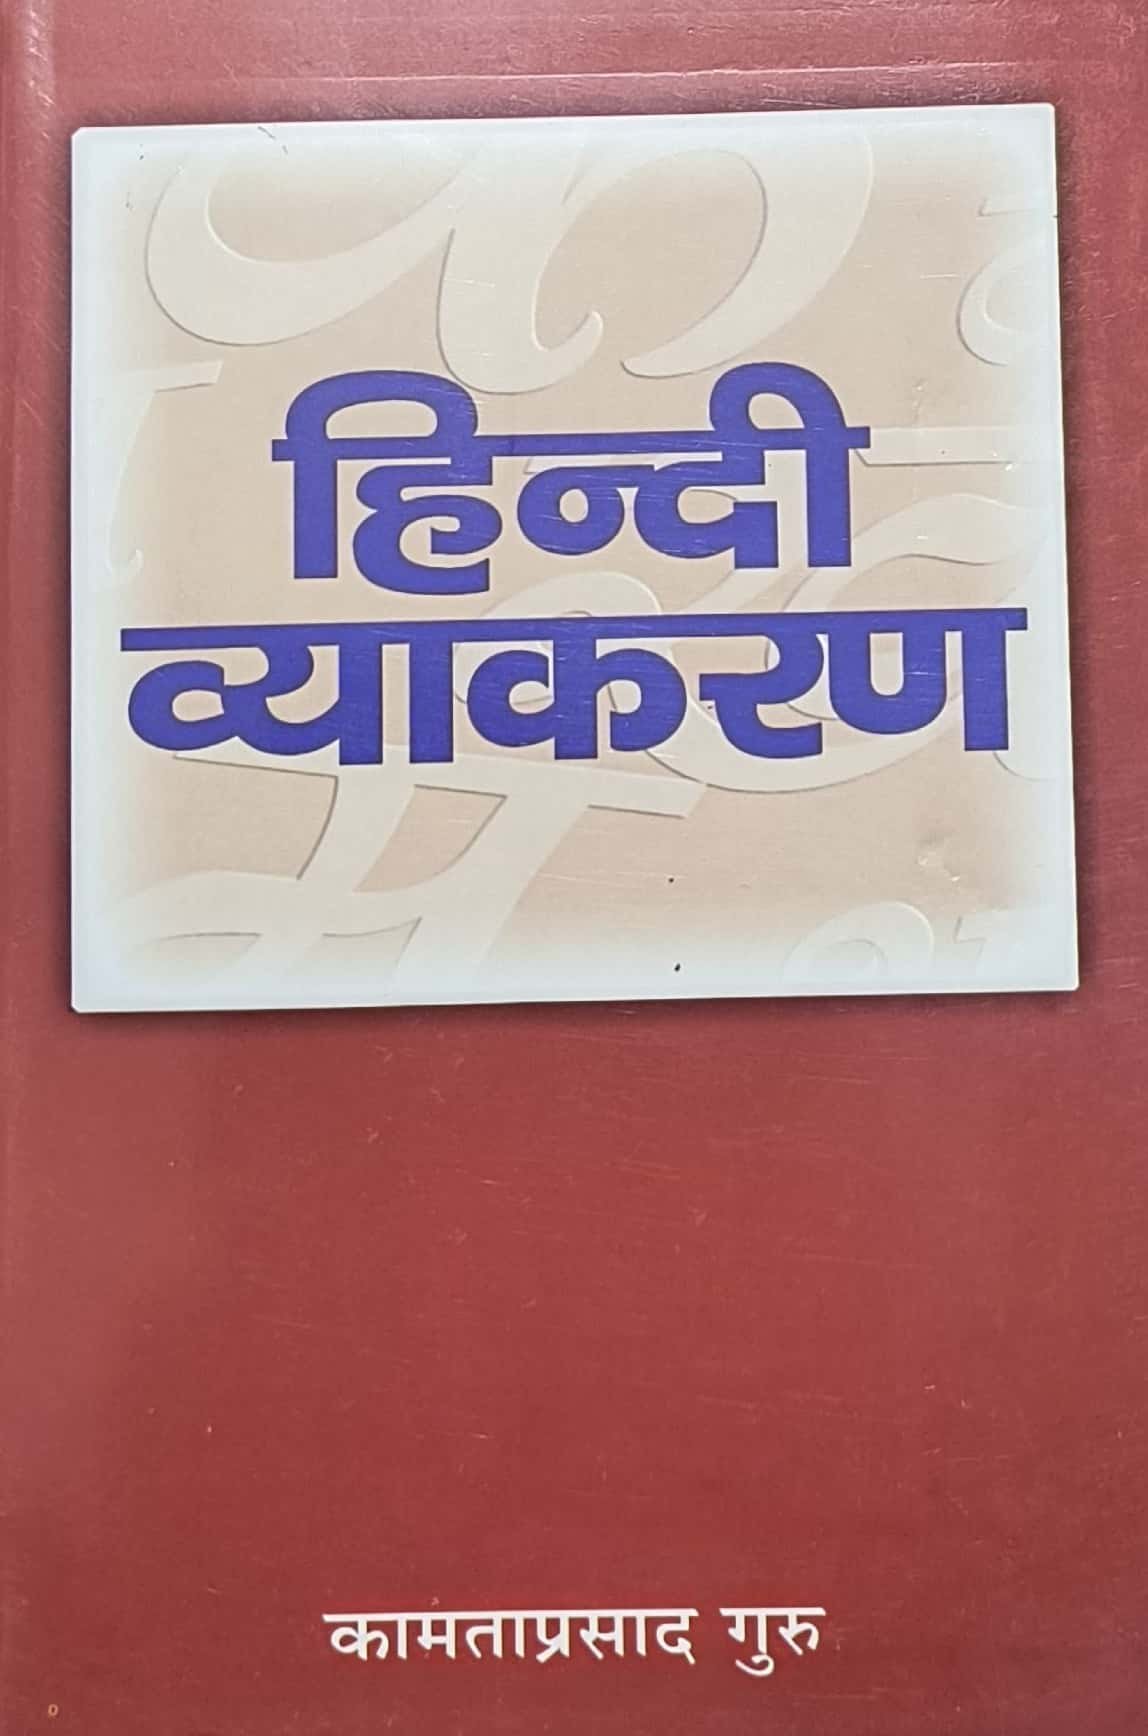 हिन्दी
व्याकरण
कामताप्रसाद गुरु